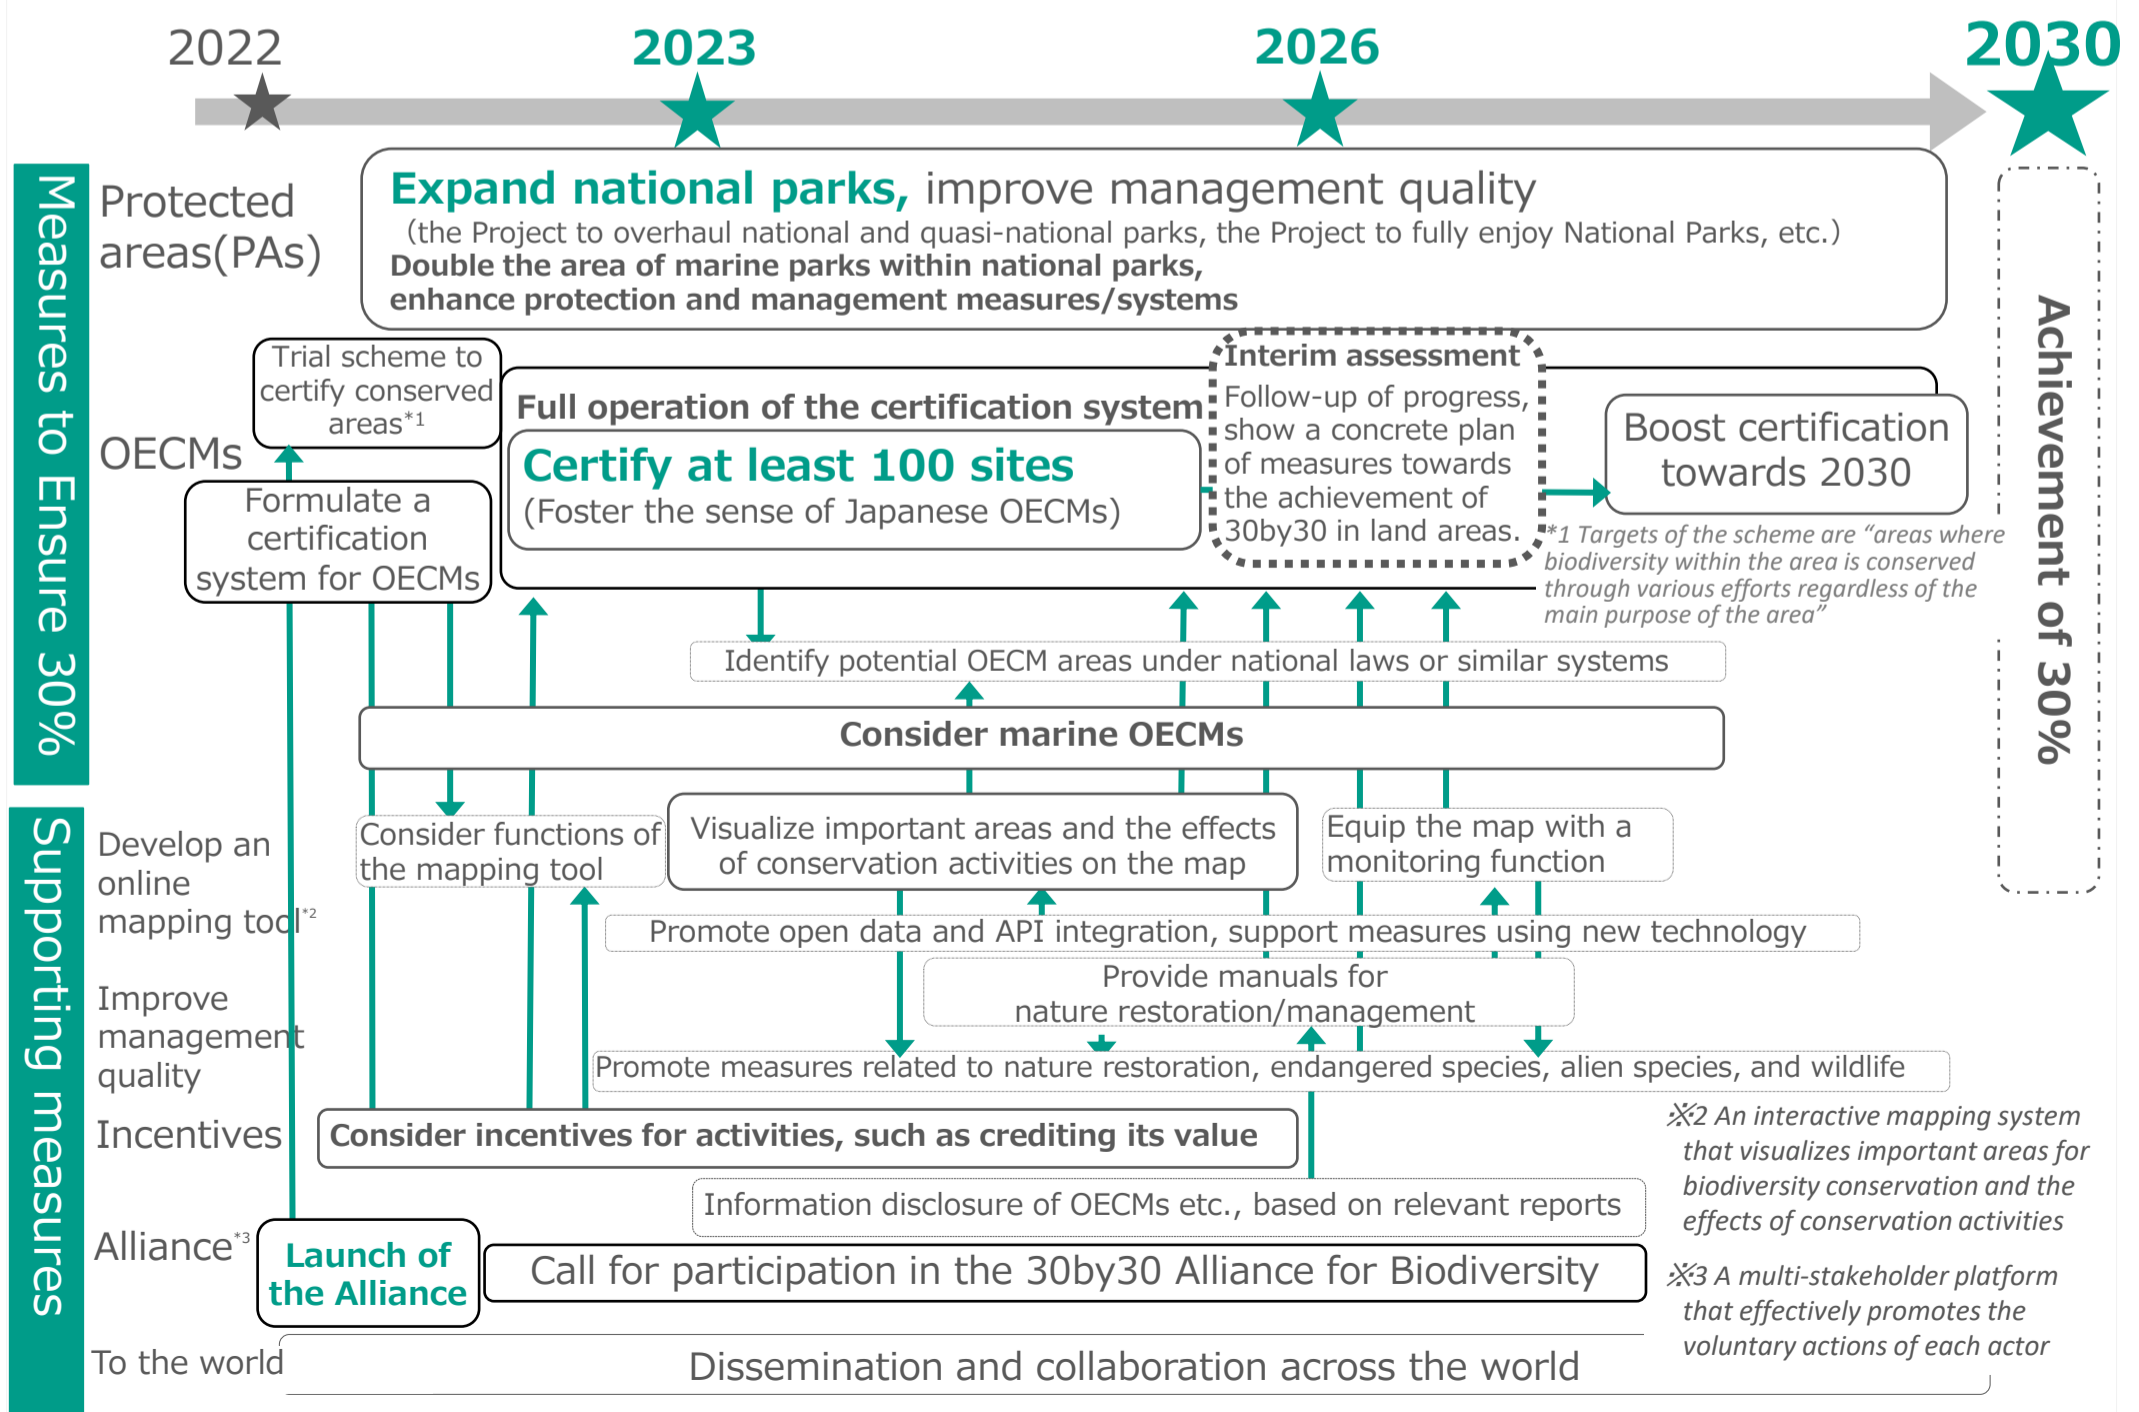 2022
2023
2026
2030
Measures to Ensure 30%
Protected
areas(PAs)
Expand national parks, improve management quality
(the Project to overhaul national and quasi-national parks, the Project to fully enjoy National Parks, etc.)
Double the area of marine parks within national parks,
enhance protection and management measures/systems
Achievement of 30%
OECMs
Trial scheme to
certify conserved
areas*1
Formulate a
certification
system for OECMs
Full operation of the certification system
Certify at least 100 sites
(Foster the sense of Japanese OECMs)
Interim assessment
Follow-up of progress,
show a concrete plan
of measures towards
the achievement of
30by30 in land areas.
Boost certification
towards 2030
*1 Targets of the scheme are “areas where
biodiversity within the area is conserved
through various efforts regardless of the
main purpose of the area”
Identify potential OECM areas under national laws or similar systems
Consider marine OECMs
Supporting measures
Develop an
online
mapping tool*2
Consider functions of
the mapping tool
Visualize important areas and the effects
of conservation activities on the map
Equip the map with a
monitoring function
Promote open data and API integration, support measures using new technology
Improve
management
quality
Provide manuals for
nature restoration/management
Promote measures related to nature restoration, endangered species, alien species, and wildlife
Incentives
Consider incentives for activities, such as crediting its value
※2 An interactive mapping system
that visualizes important areas for
biodiversity conservation and the
effects of conservation activities
Information disclosure of OECMs etc., based on relevant reports
Alliance*3
Launch of
the Alliance
Call for participation in the 30by30 Alliance for Biodiversity
※3 A multi-stakeholder platform
that effectively promotes the
voluntary actions of each actor
To the world
Dissemination and collaboration across the world